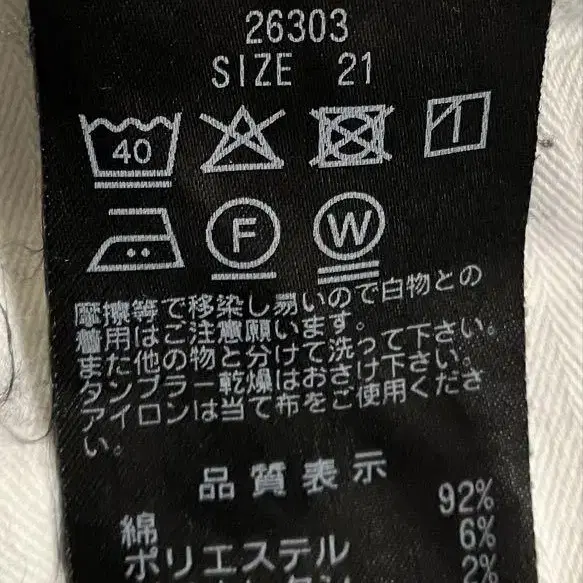 26303
SIZE 21
40
F W
摩擦等で移染し易いので白物との
着用はご注意願います。
また他の物と分けて洗って下さい。
タンブラー乾燥はおさけ下さい。
アイロンは当て布をご使用くださ
い。
品質表示
92%
綿 6%
ポリエステル 2%